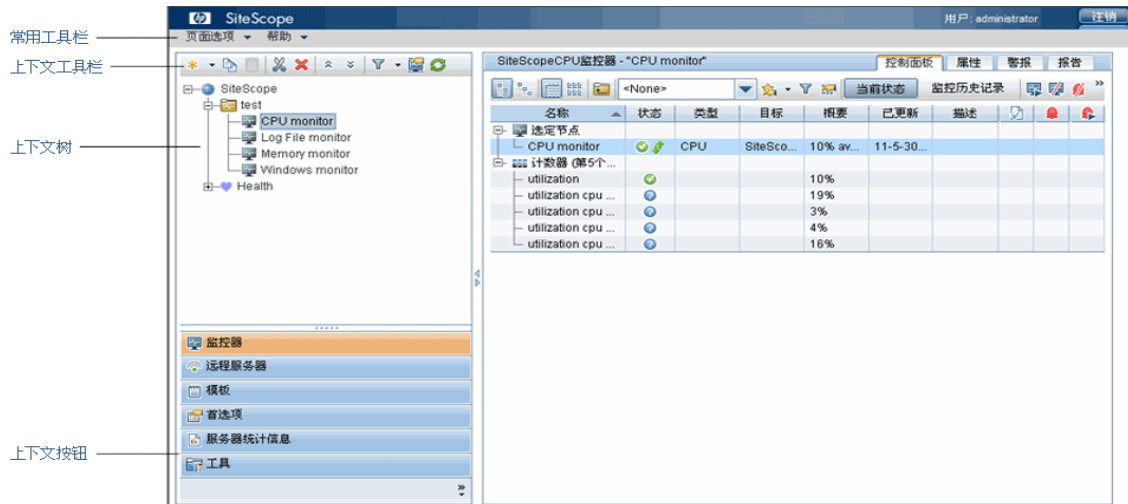 SiteScope
用户: administrator
注销
常用工具栏
页面选项 帮助
上下文工具栏
SiteScope
test
CPU monitor
Log File monitor
Memory monitor
Windows monitor
Health
上下文树
SiteScopeCPU监控器 - "CPU monitor"
控制面板 属性 警报 报告
<None>
当前状态 监控历史记录
名称 状态 类型 目标 概要 已更新 描述
选定节点
CPU monitor CPU SiteSco... 10% av... 11-5-30...
计数器 (第5个...
utilization 10%
utilization cpu ... 19%
utilization cpu ... 3%
utilization cpu ... 4%
utilization cpu ... 16%
监控器
远程服务器
模板
首选项
服务器统计信息
工具
上下文按钮